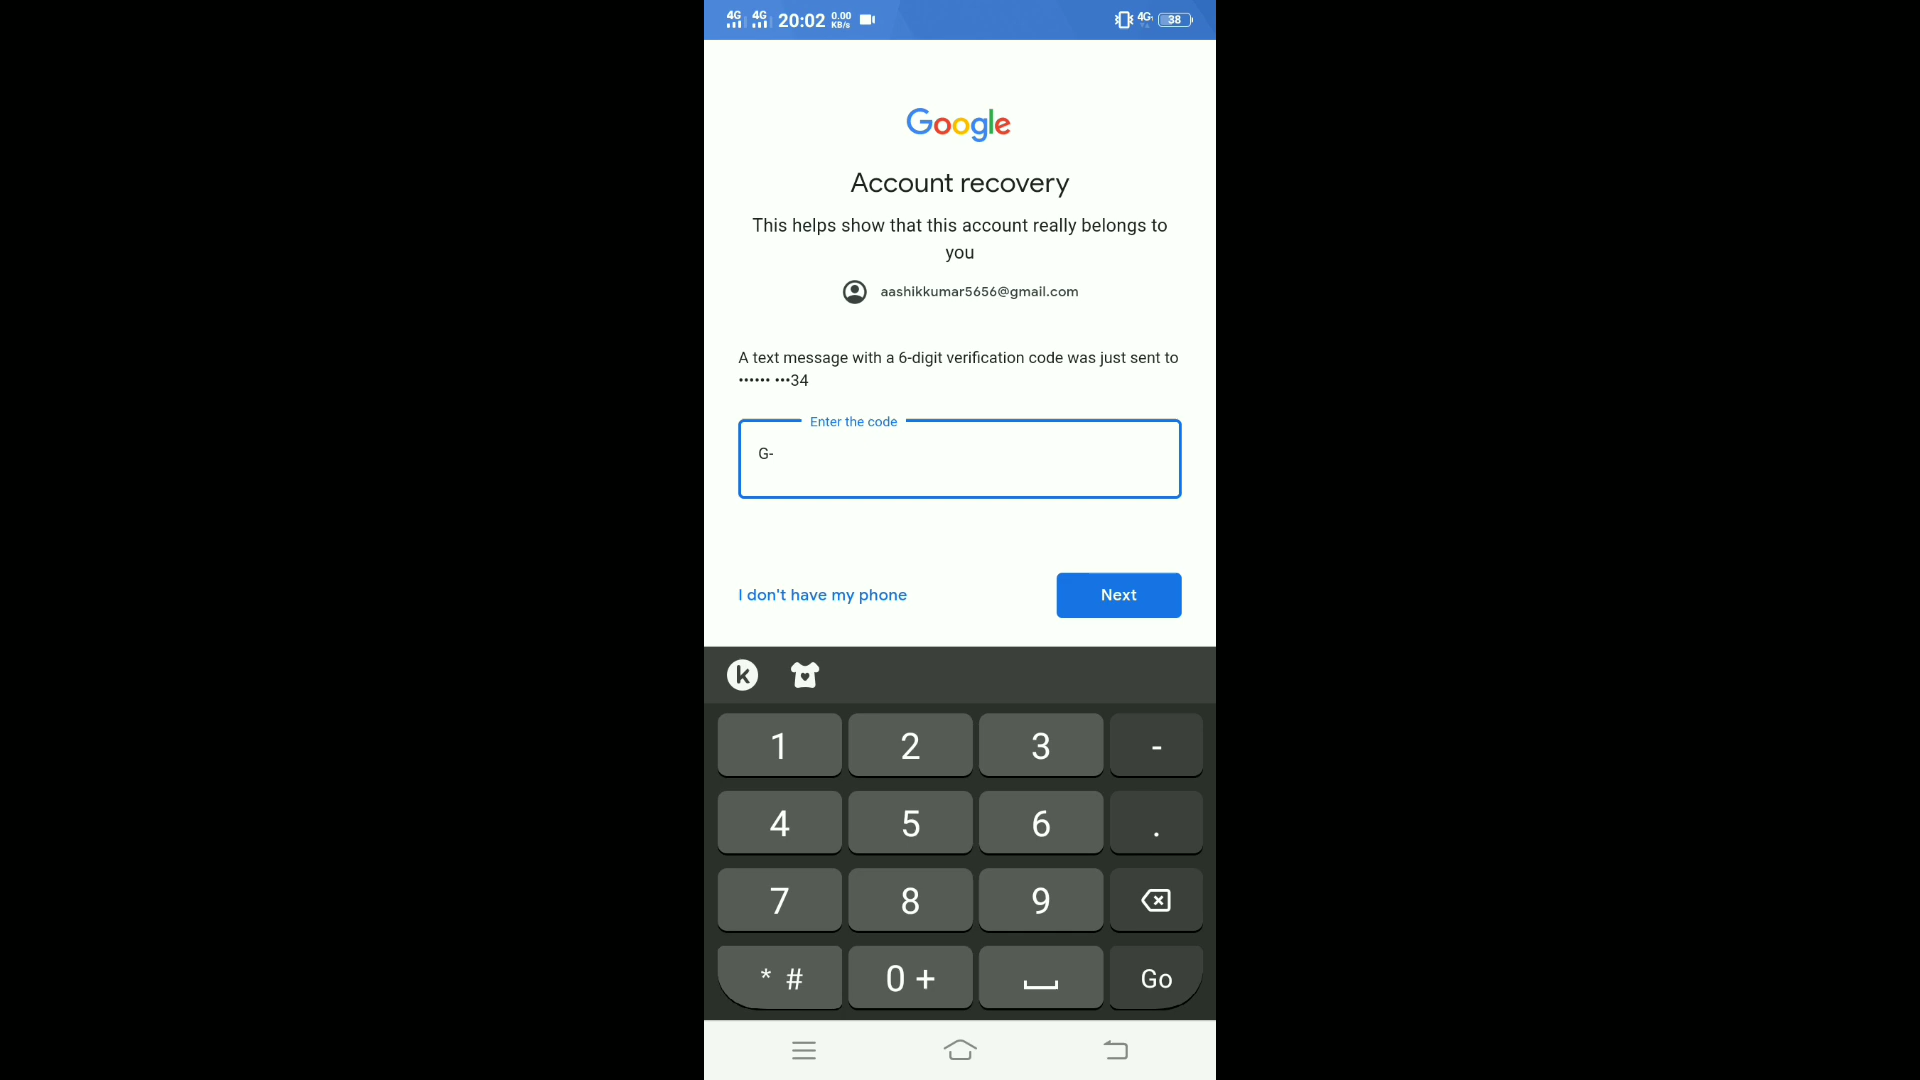 4G 4G 20:02 0.00 KB/s 4G 38
Google
Account recovery
This helps show that this account really belongs to
you
aashikkumar5656@gmail.com
A text message with a 6-digit verification code was just sent to
•••••• •••34
Enter the code
G-
I don't have my phone Next
k
1 2 3 -
4 5 6 .
7 8 9
* # 0 + Go